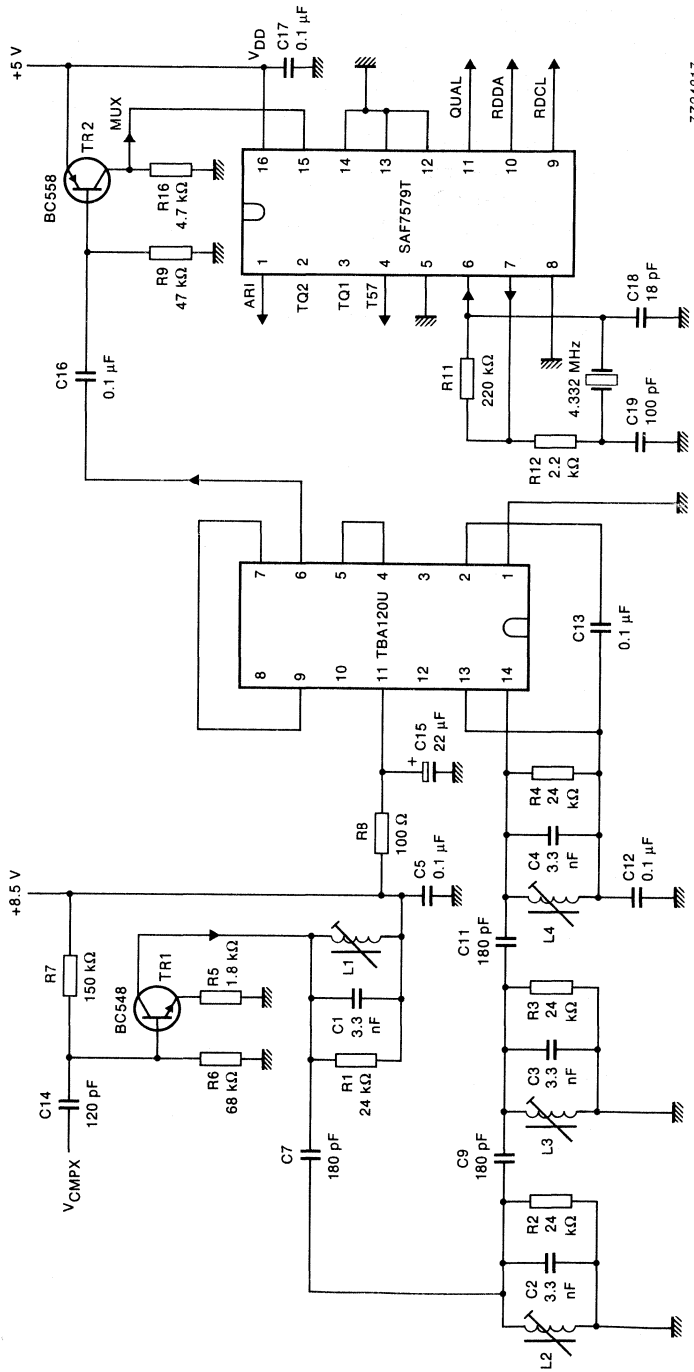 +8.5 V
+5 V
C14
120 pF
V_CMPX
R7
150 kΩ
BC548
TR1
R6
68 kΩ
R5
1.8 kΩ
C7
180 pF
R1
24 kΩ
C1
3.3
nF
L1
C5
0.1 µF
R8
100 Ω
C15
+
22 µF
L2
C2
3.3
nF
R2
24
kΩ
C9
180 pF
L3
C3
3.3
nF
R3
24
kΩ
C11
180 pF
L4
C4
3.3
nF
R4
24
kΩ
C12
0.1 µF
C13
0.1 µF
TBA120U
8
9
10
11
12
13
14
7
6
5
4
3
2
1
C16
0.1 µF
BC558
TR2
MUX
V_DD
C17
0.1 µF
R9
47 kΩ
R16
4.7 kΩ
SAF7579T
ARI
TQ2
TQ1
T57
1
2
3
4
5
6
7
8
16
15
14
13
12
11
10
9
QUAL
RDDA
RDCL
R11
220 kΩ
R12
2.2
kΩ
4.332 MHz
C19
100 pF
C18
18 pF